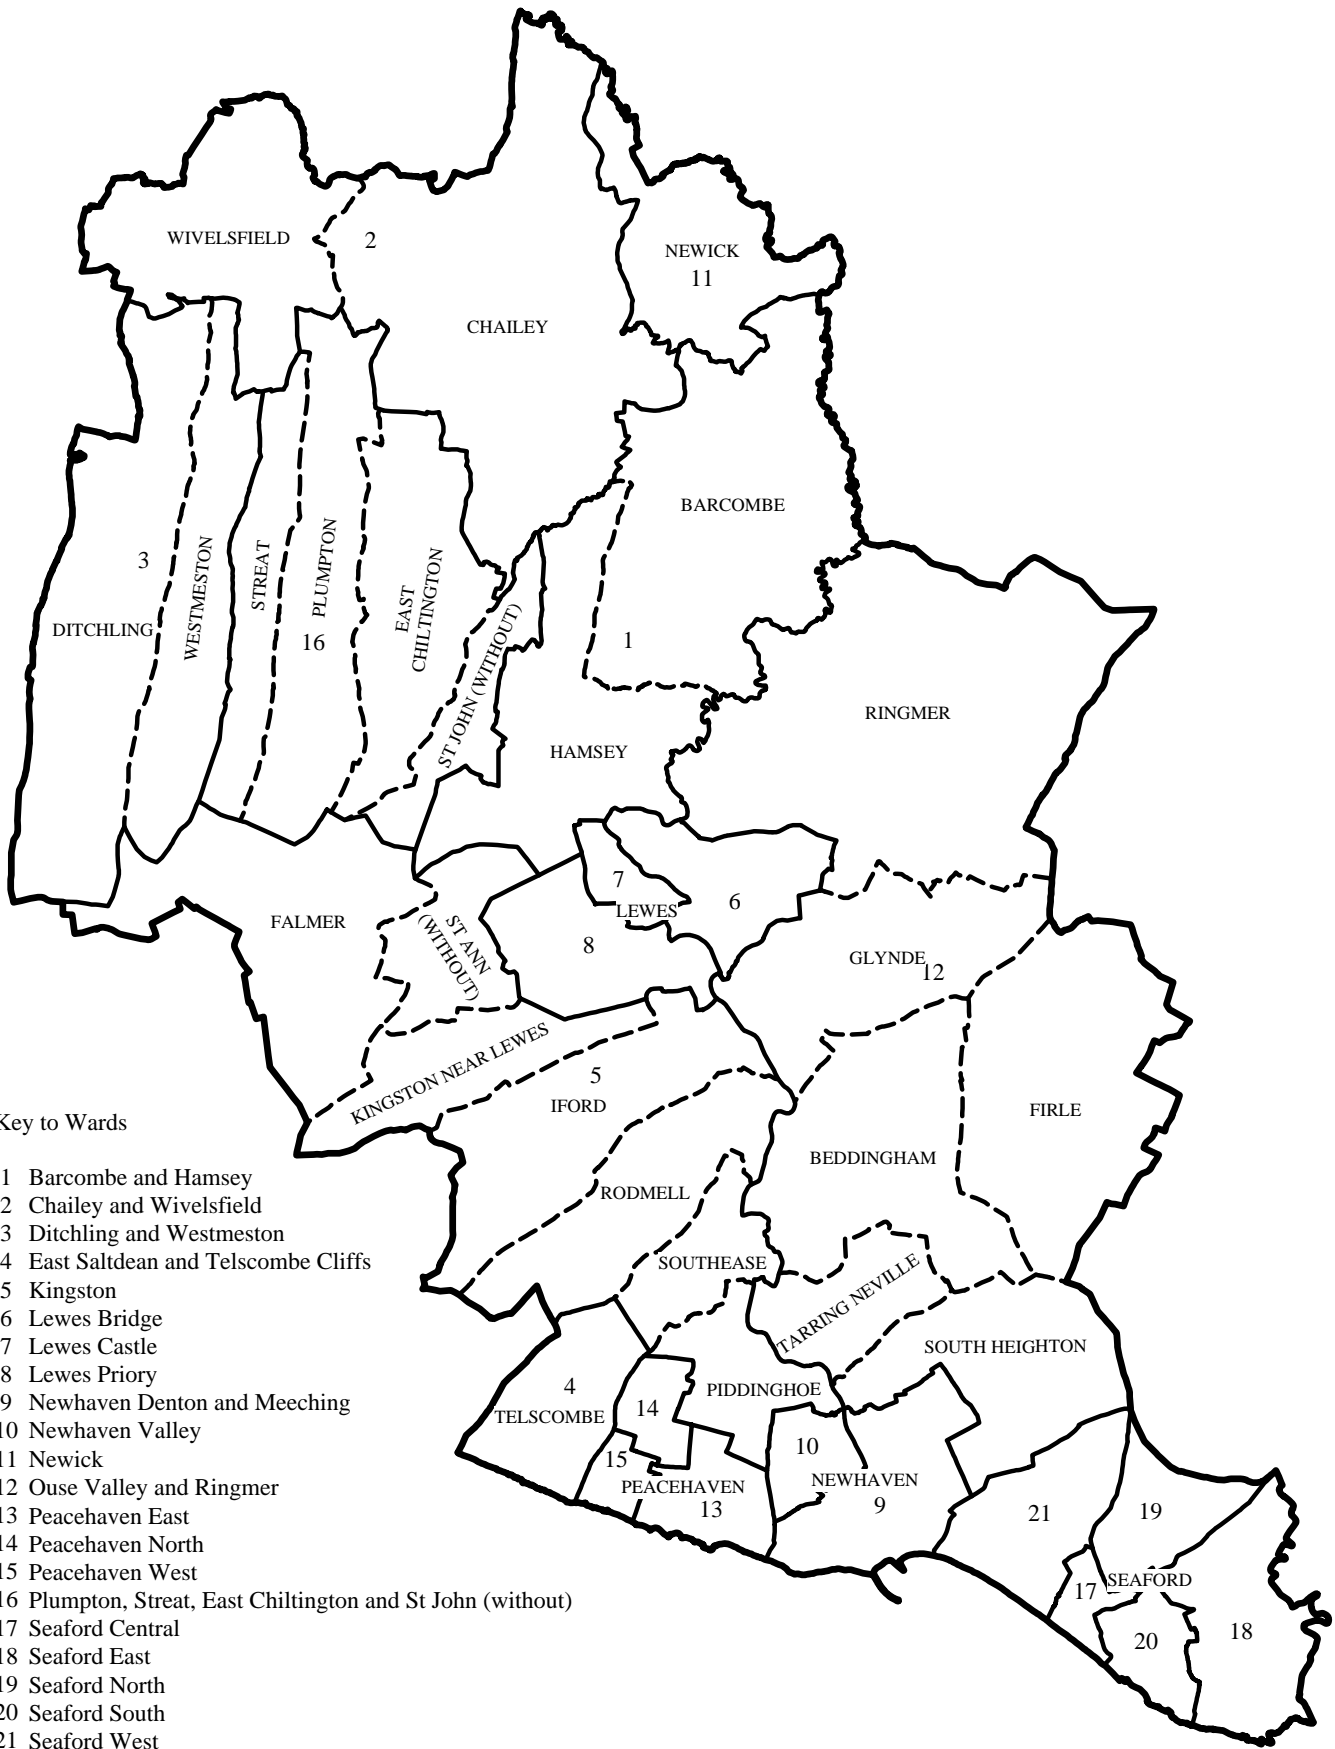 WIVELSFIELD
2
NEWICK
11
CHAILEY
BARCOMBE
3
WESTMESTON
STREAT
PLUMPTON
EAST
CHILTINGTON
DITCHLING
16
ST JOHN (WITHOUT)
1
RINGMER
HAMSEY
7
LEWES
6
FALMER
ST ANN
(WITHOUT)
8
GLYNDE
12
KINGSTON NEAR LEWES
5
IFORD
FIRLE
BEDDINGHAM
RODMELL
SOUTHEASE
TARRING NEVILLE
SOUTH HEIGHTON
4
TELSCOMBE
14
PIDDINGHOE
15
PEACEHAVEN
13
10
NEWHAVEN
9
21
19
17
SEAFORD
20
18
Key to Wards
1 Barcombe and Hamsey
2 Chailey and Wivelsfield
3 Ditchling and Westmeston
4 East Saltdean and Telscombe Cliffs
5 Kingston
6 Lewes Bridge
7 Lewes Castle
8 Lewes Priory
9 Newhaven Denton and Meeching
10 Newhaven Valley
11 Newick
12 Ouse Valley and Ringmer
13 Peacehaven East
14 Peacehaven North
15 Peacehaven West
16 Plumpton, Streat, East Chiltington and St John (without)
17 Seaford Central
18 Seaford East
19 Seaford North
20 Seaford South
21 Seaford West